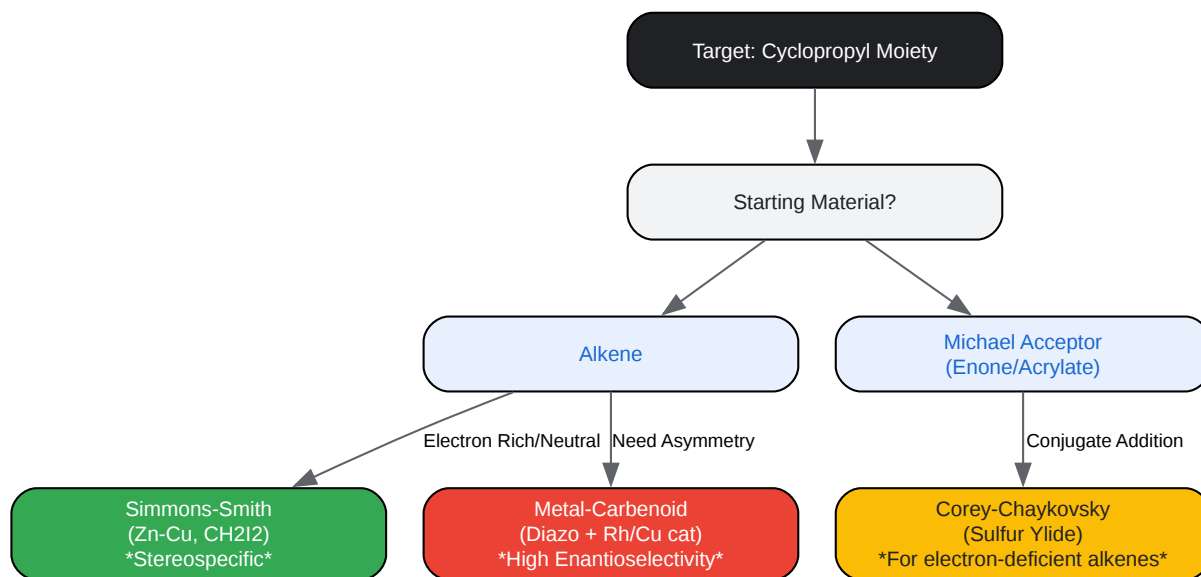 Target: Cyclopropyl Moiety
Starting Material?
Alkene
Michael Acceptor
(Enone/Acrylate)
Electron Rich/Neutral
Need Asymmetry
Conjugate Addition
Simmons-Smith
(Zn-Cu, CH2I2)
*Stereospecific*
Metal-Carbenoid
(Diazo + Rh/Cu cat)
*High Enantioselectivity*
Corey-Chaykovsky
(Sulfur Ylide)
*For electron-deficient alkenes*